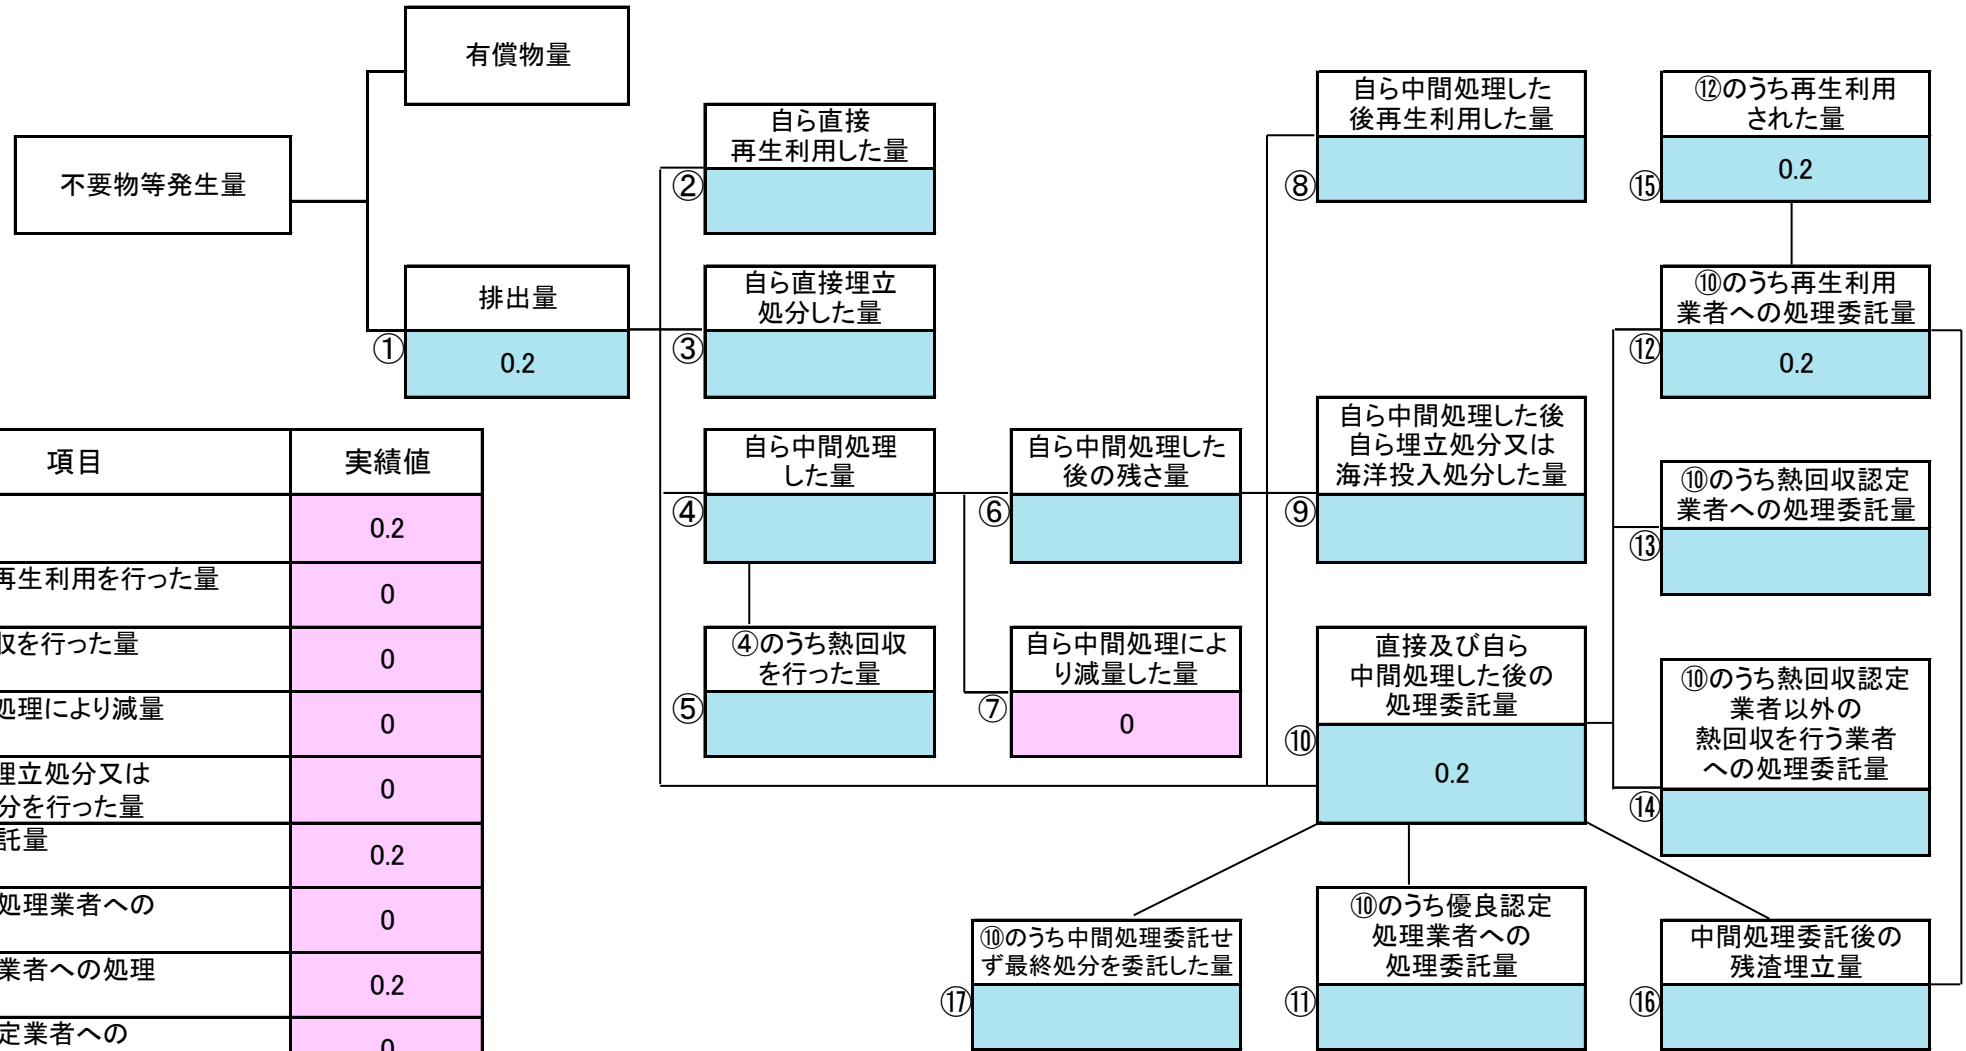 有償物量
不要物等発生量
排出量
①
0.2
自ら直接
再生利用した量
②
自ら直接埋立
処分した量
③
自ら中間処理
した量
④
④のうち熱回収
を行った量
⑤
自ら中間処理した
後の残さ量
⑥
自ら中間処理によ
り減量した量
⑦
0
自ら中間処理した
後再生利用した量
⑧
自ら中間処理した後
自ら埋立処分又は
海洋投入処分した量
⑨
直接及び自ら
中間処理した後の
処理委託量
⑩
0.2
⑫のうち再生利用
された量
⑮
0.2
⑩のうち再生利用
業者への処理委託量
⑫
0.2
⑩のうち熱回収認定
業者への処理委託量
⑬
⑩のうち熱回収認定
業者以外の
熱回収を行う業者
への処理委託量
⑭
⑩のうち中間処理委託せ
ず最終処分を委託した量
⑰
⑩のうち優良認定
処理業者への
処理委託量
⑪
中間処理委託後の
残渣埋立量
⑯
項目 実績値
0.2
再生利用を行った量 0
収を行った量 0
処理により減量 0
埋立処分又は
分を行った量 0
託量 0.2
処理業者への 0
業者への処理 0.2
定業者への 0